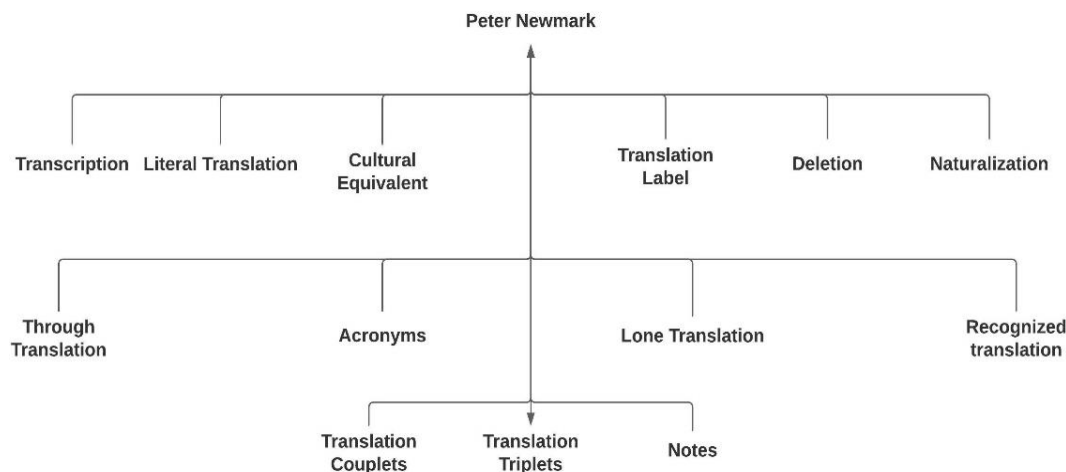 Peter Newmark
Transcription
Literal Translation
Cultural
Equivalent
Translation
Label
Deletion
Naturalization
Through
Translation
Acronyms
Lone Translation
Recognized
translation
Translation
Couplets
Translation
Triplets
Notes